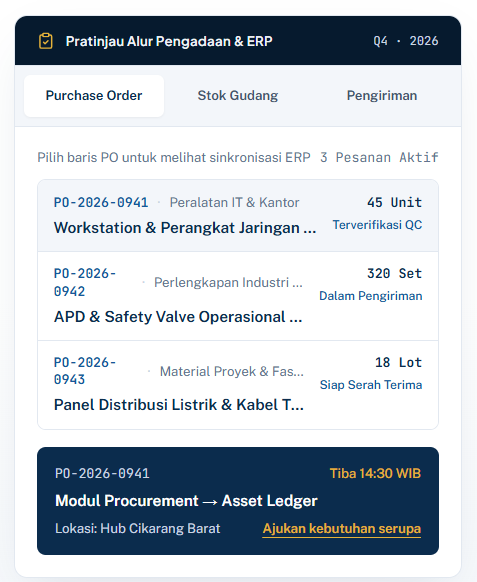 Pratinjau Alur Pengadaan & ERP Q4 · 2026
Purchase Order Stok Gudang Pengiriman
Pilih baris PO untuk melihat sinkronisasi ERP 3 Pesanan Aktif
PO-2026-0941 · Peralatan IT & Kantor 45 Unit
Workstation & Perangkat Jaringan ... Terverifikasi QC
PO-2026-
0942 · Perlengkapan Industri ... 320 Set
Dalam Pengiriman
APD & Safety Valve Operasional ...
PO-2026-
0943 · Material Proyek & Fas... 18 Lot
Siap Serah Terima
Panel Distribusi Listrik & Kabel T...
PO-2026-0941 Tiba 14:30 WIB
Modul Procurement → Asset Ledger
Lokasi: Hub Cikarang Barat Ajukan kebutuhan serupa